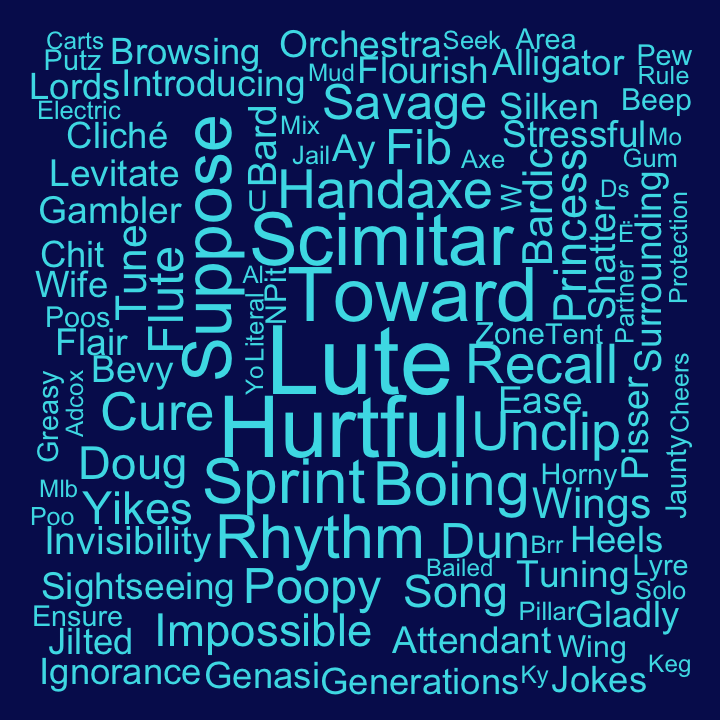 Carts
Putz
Browsing
Orchestra
Seek
Area
Alligator
Pew
Rule
Lords
Introducing
Mud
Flourish
Savage
Silken
Beep
Electric
Cliché
Bard
Mix
Jail
Ay
Fib
Axe
Stressful
Mo
Gum
Levitate
Suppose
Handaxe
W
Bardic
Princess
Ds
Shatter
Surrounding
Protection
Gambler
U
Scimitar
Chit
Tune
Flute
Al
NPit
Toward
Wife
Poos
Yo
Literal
Partner
Flair
Bevy
Lute
Zone
Tent
Recall
Greasy
Adcox
Cure
Hurtful
Ease
Unclip
Pisser
Cheers
Jaunty
Doug
Sprint
Boing
Horny
Mlb
Poo
Yikes
Wings
Invisibility
Rhythm
Dun
Brr
Heels
Sightseeing
Poopy
Bailed
Song
Tuning
Lyre
Solo
Ensure
Jilted
Impossible
Attendant
Pillar
Gladly
Wing
Ignorance
Genasi
Generations
Ky
Jokes
Keg